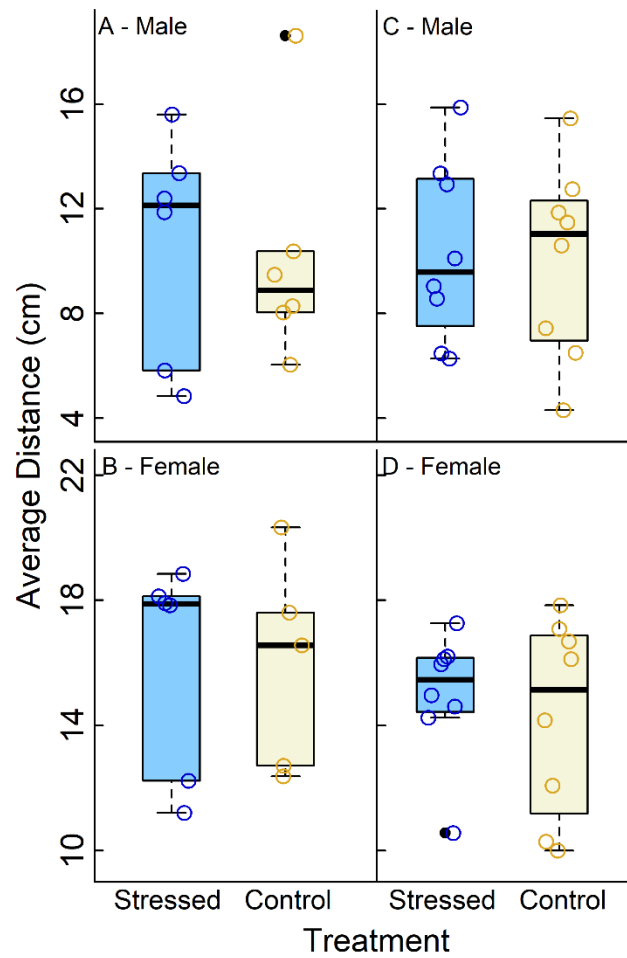 A - Male
C - Male
16
12
8
4
B - Female
D - Female
22
18
14
10
Average Distance (cm)
Stressed Control Stressed Control
Treatment